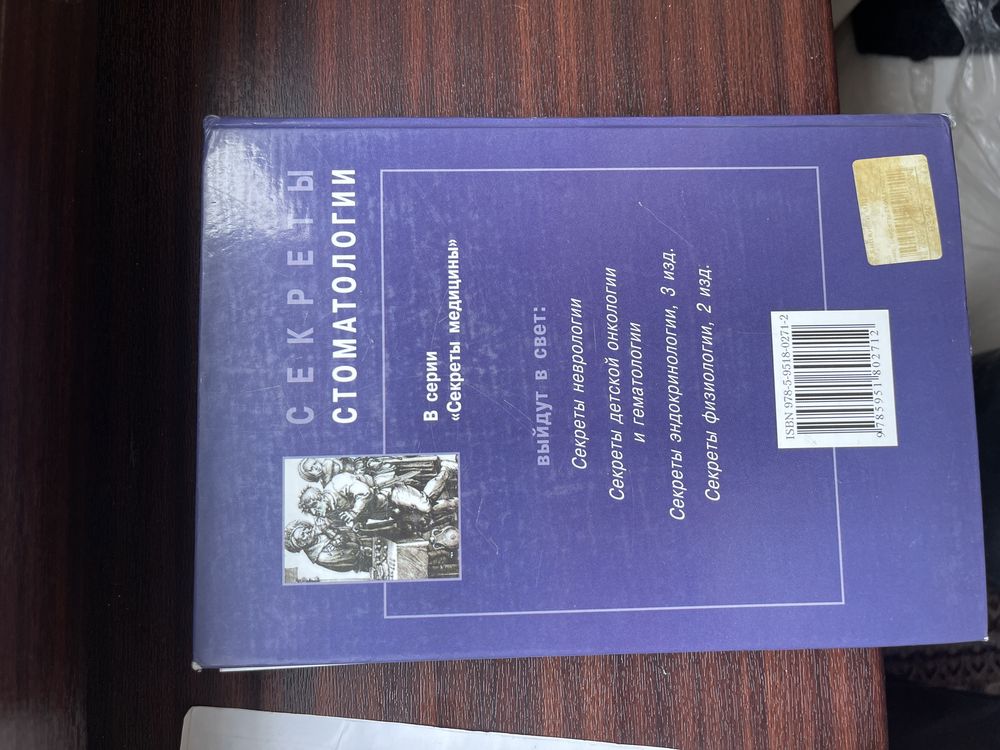 СЕКРЕТЫ
СТОМАТОЛОГИИ
В серии
«Секреты медицины»
выйдут в свет:
Секреты неврологии
Секреты детской онкологии
и гематологии
Секреты эндокринологии, 3 изд.
Секреты физиологии, 2 изд.
ISBN 978-5-9518-0271-2
9785951802712